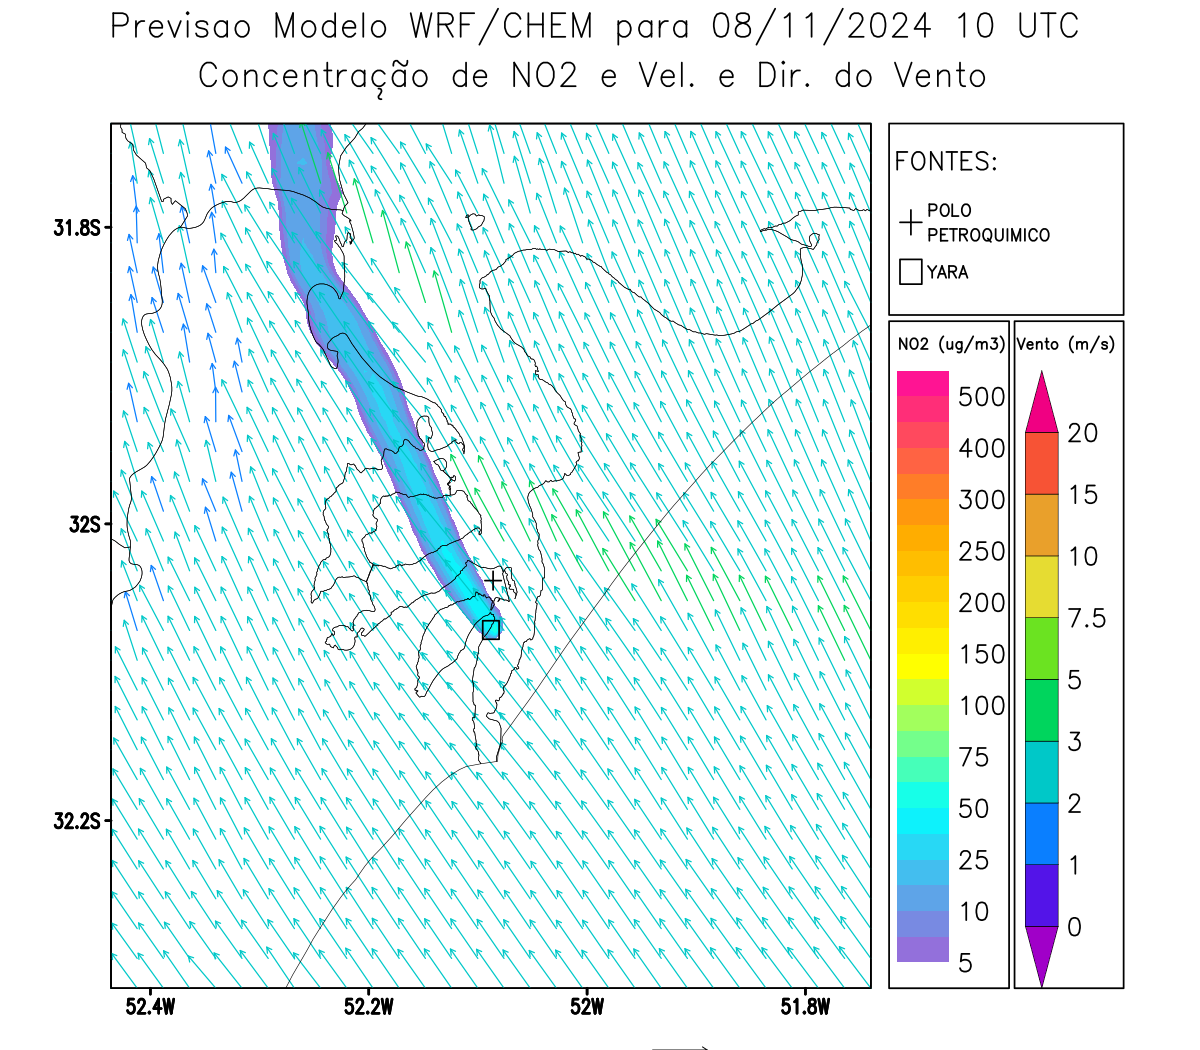 Previsao Modelo WRF/CHEM para 08/11/2024 10 UTC
Concentração de NO2 e Vel. e Dir. do Vento
FONTES:
POLO
PETROQUIMICO
YARA
NO2 (ug/m3)
500
400
300
250
200
150
100
75
50
25
10
5
Vento (m/s)
20
15
10
7.5
5
3
2
1
0
31.8S
32S
32.2S
52.4W 52.2W 52W 51.8W